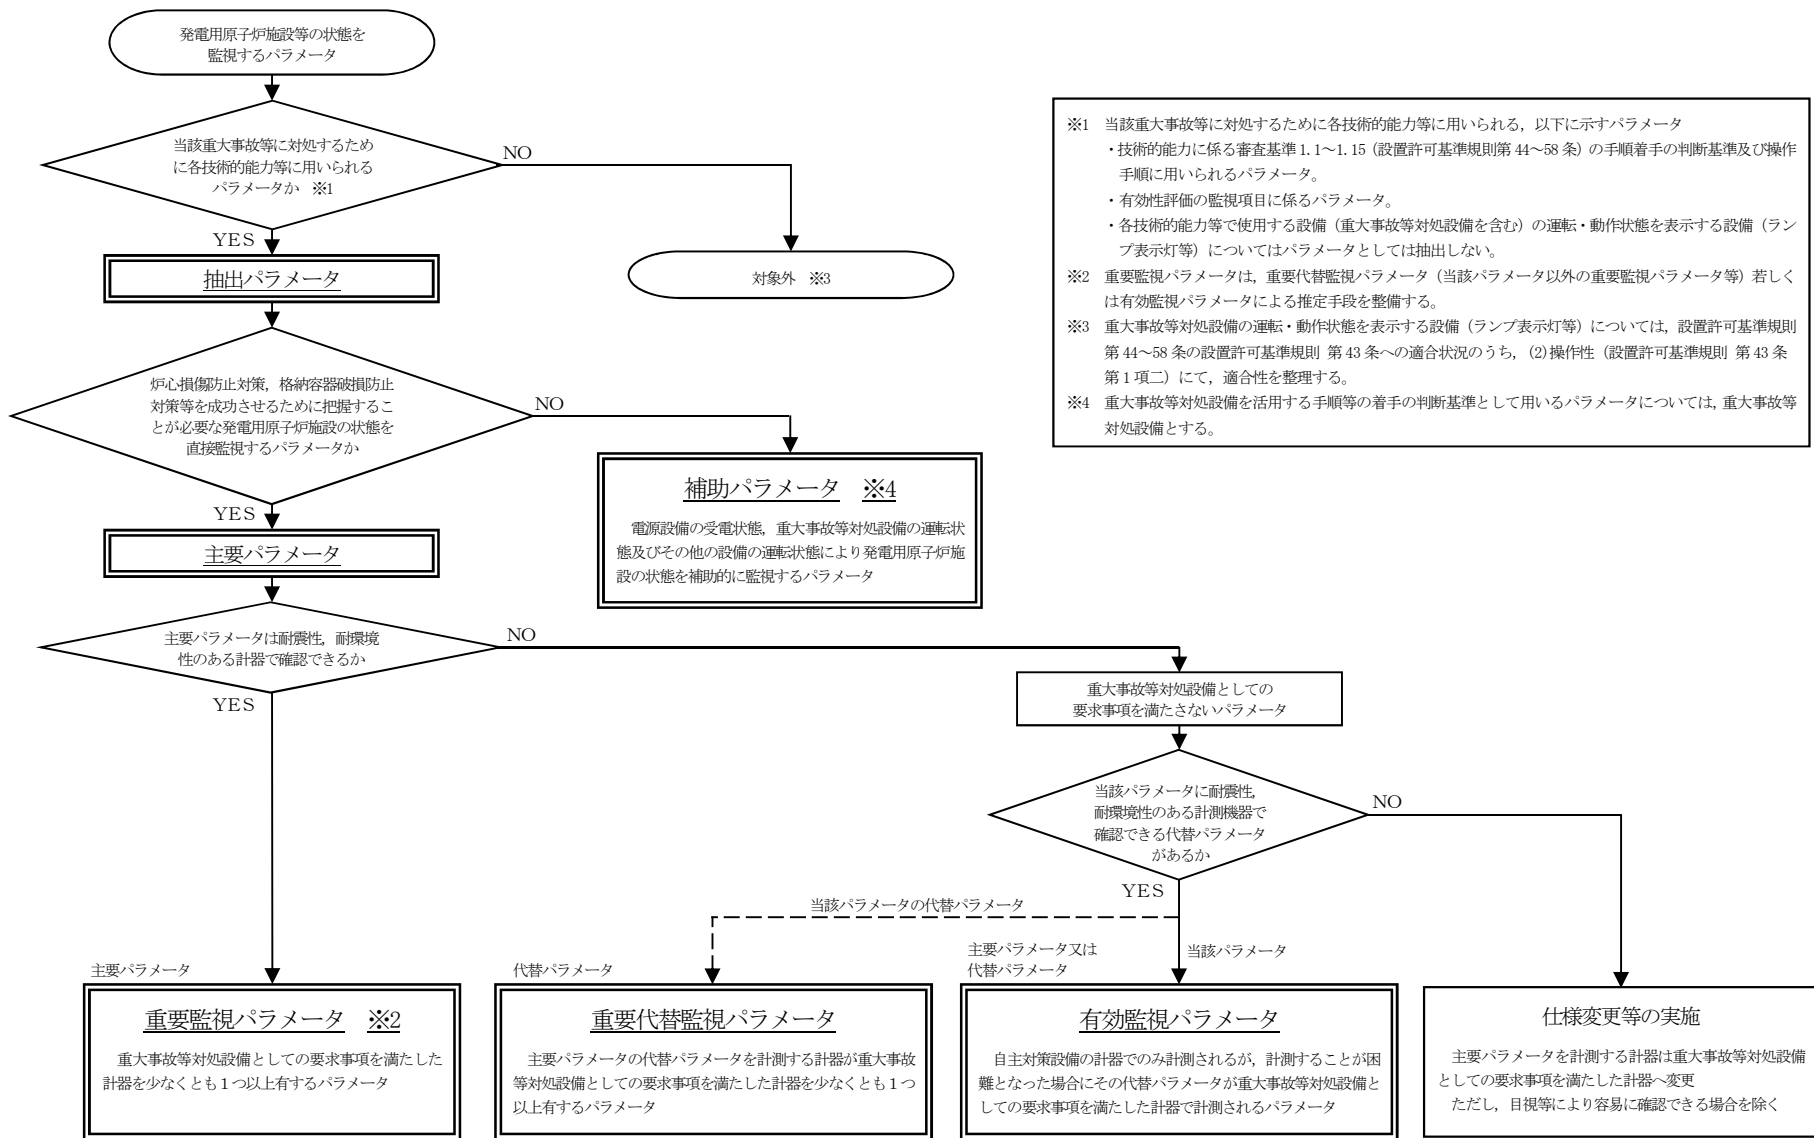 発電用原子炉施設等の状態を
監視するパラメータ
当該重大事故等に対処するため
に各技術的能力等に用いられる
パラメータか ※1
NO
YES
抽出パラメータ
対象外 ※3
※1 当該重大事故等に対処するために各技術的能力等に用いられる，以下に示すパラメータ
・技術的能力に係る審査基準 1.1～1.15（設置許可基準規則第 44～58 条）の手順着手の判断基準及び操作
手順に用いられるパラメータ。
・有効性評価の監視項目に係るパラメータ。
・各技術的能力等で使用する設備（重大事故等対処設備を含む）の運転・動作状態を表示する設備（ラン
プ表示灯等）についてはパラメータとしては抽出しない。
※2 重要監視パラメータは，重要代替監視パラメータ（当該パラメータ以外の重要監視パラメータ等）若しく
は有効監視パラメータによる推定手段を整備する。
※3 重大事故等対処設備の運転・動作状態を表示する設備（ランプ表示灯等）については，設置許可基準規則
第 44～58 条の設置許可基準規則 第 43 条への適合状況のうち，(2)操作性（設置許可基準規則 第 43 条
第 1 項二）にて，適合性を整理する。
※4 重大事故等対処設備を活用する手順等の着手の判断基準として用いるパラメータについては，重大事故等
対処設備とする。
炉心損傷防止対策，格納容器破損防止
対策等を成功させるために把握するこ
とが必要な発電用原子炉施設の状態を
直接監視するパラメータか
NO
YES
補助パラメータ ※4
電源設備の受電状態，重大事故等対処設備の運転状
態及びその他の設備の運転状態により発電用原子炉施
設の状態を補助的に監視するパラメータ
主要パラメータ
主要パラメータは耐震性，耐環境
性のある計器で確認できるか
NO
YES
重大事故等対処設備としての
要求事項を満たさないパラメータ
当該パラメータに耐震性，
耐環境性のある計測機器で
確認できる代替パラメータ
があるか
NO
YES
当該パラメータの代替パラメータ
主要パラメータ又は
代替パラメータ
当該パラメータ
主要パラメータ
代替パラメータ
重要監視パラメータ ※2
重大事故等対処設備としての要求事項を満たした
計器を少なくとも 1 つ以上有するパラメータ
重要代替監視パラメータ
主要パラメータの代替パラメータを計測する計器が重大事故
等対処設備としての要求事項を満たした計器を少なくとも 1 つ
以上有するパラメータ
有効監視パラメータ
自主対策設備の計器でのみ計測されるが，計測することが困
難となった場合にその代替パラメータが重大事故等対処設備と
しての要求事項を満たした計器で計測されるパラメータ
仕様変更等の実施
主要パラメータを計測する計器は重大事故等対処設備
としての要求事項を満たした計器へ変更
ただし，目視等により容易に確認できる場合を除く